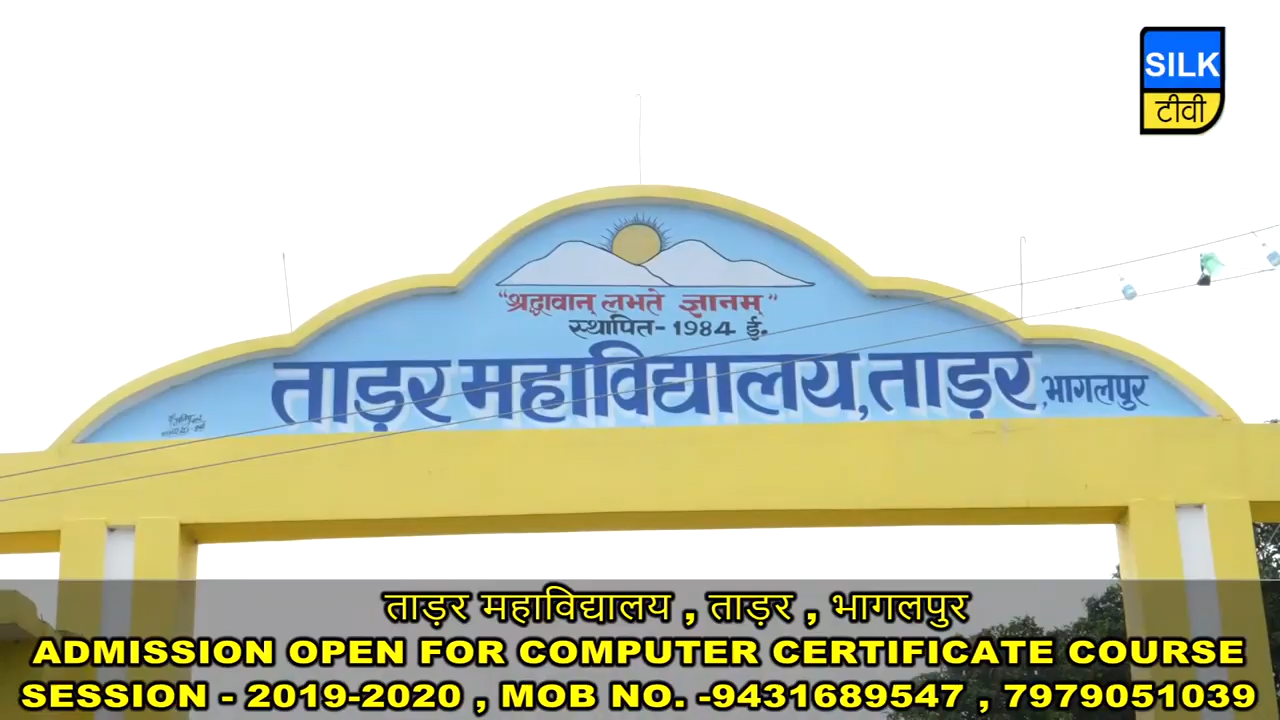 SILK
टीवी
"श्रद्धावान् लभते ज्ञानम्"
स्थापित- 1984 ई.
ताड़र महाविद्यालय, ताड़र, भागलपुर
ताड़र महाविद्यालय , ताड़र , भागलपुर
ADMISSION OPEN FOR COMPUTER CERTIFICATE COURSE
SESSION - 2019-2020 , MOB NO. -9431689547 , 7979051039